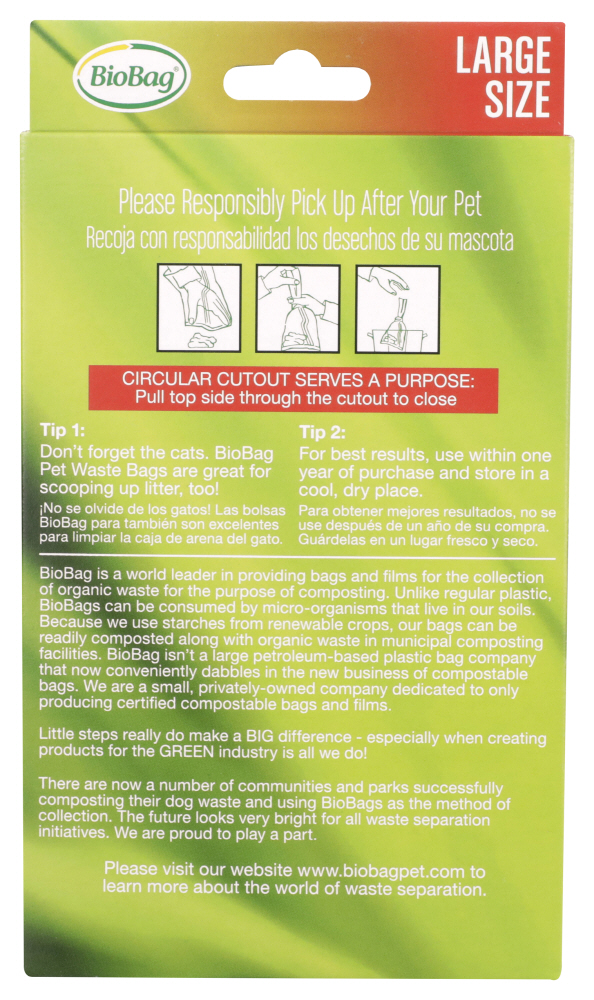 BioBag®
LARGE
SIZE
Please Responsibly Pick Up After Your Pet
Recoja con responsabilidad los desechos de su mascota
CIRCULAR CUTOUT SERVES A PURPOSE:
Pull top side through the cutout to close
Tip 1:
Don't forget the cats. BioBag
Pet Waste Bags are great for
scooping up litter, too!
¡No se olvide de los gatos! Las bolsas
BioBag para también son excelentes
para limpiar la caja de arena del gato.
Tip 2:
For best results, use within one
year of purchase and store in a
cool, dry place.
Para obtener mejores resultados, no se
use después de un año de su compra.
Guárdelas en un lugar fresco y seco.
BioBag is a world leader in providing bags and films for the collection
of organic waste for the purpose of composting. Unlike regular plastic,
BioBags can be consumed by micro-organisms that live in our soils.
Because we use starches from renewable crops, our bags can be
readily composted along with organic waste in municipal composting
facilities. BioBag isn't a large petroleum-based plastic bag company
that now conveniently dabbles in the new business of compostable
bags. We are a small, privately-owned company dedicated to only
producing certified compostable bags and films.
Little steps really do make a BIG difference - especially when creating
products for the GREEN industry is all we do!
There are now a number of communities and parks successfully
composting their dog waste and using BioBags as the method of
collection. The future looks very bright for all waste separation
initiatives. We are proud to play a part.
Please visit our website www.biobagpet.com to
learn more about the world of waste separation.